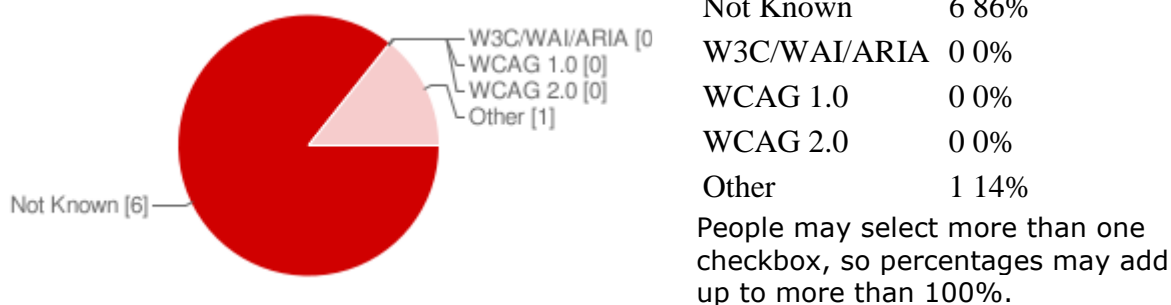 W3C/WAI/ARIA [0
WCAG 1.0 [0]
WCAG 2.0 [0]
Other [1]
Not Known [6]
Not Known 6 86%
W3C/WAI/ARIA 0 0%
WCAG 1.0 0 0%
WCAG 2.0 0 0%
Other 1 14%
People may select more than one
checkbox, so percentages may add
up to more than 100%.